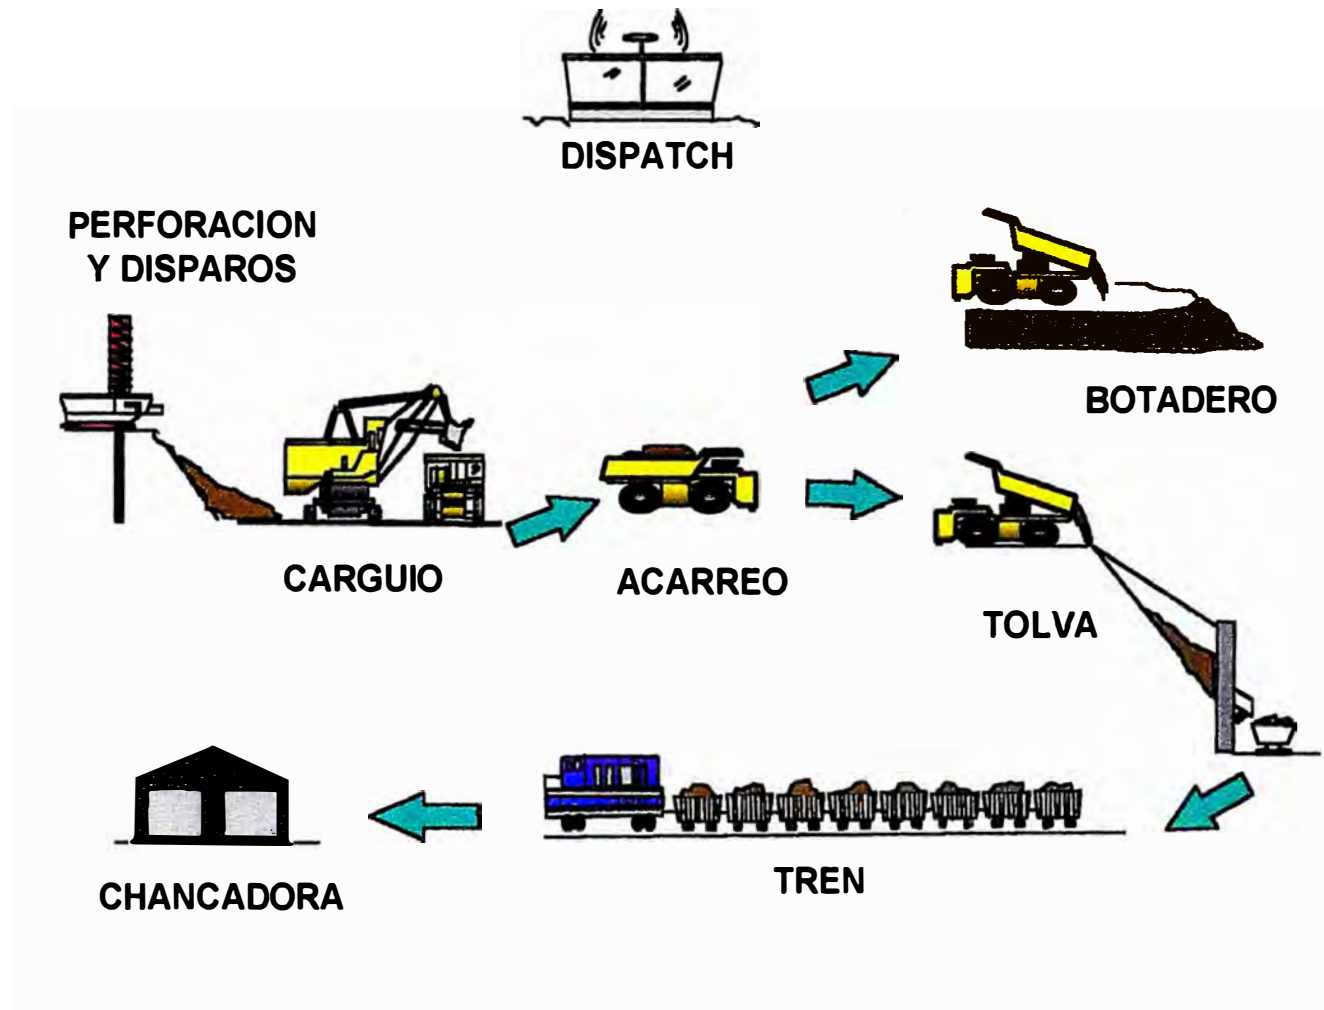 DISPATCH
PERFORACION
Y DISPAROS
BOTADERO
CARGUIO
ACARREO
TOLVA
TREN
CHANCADORA